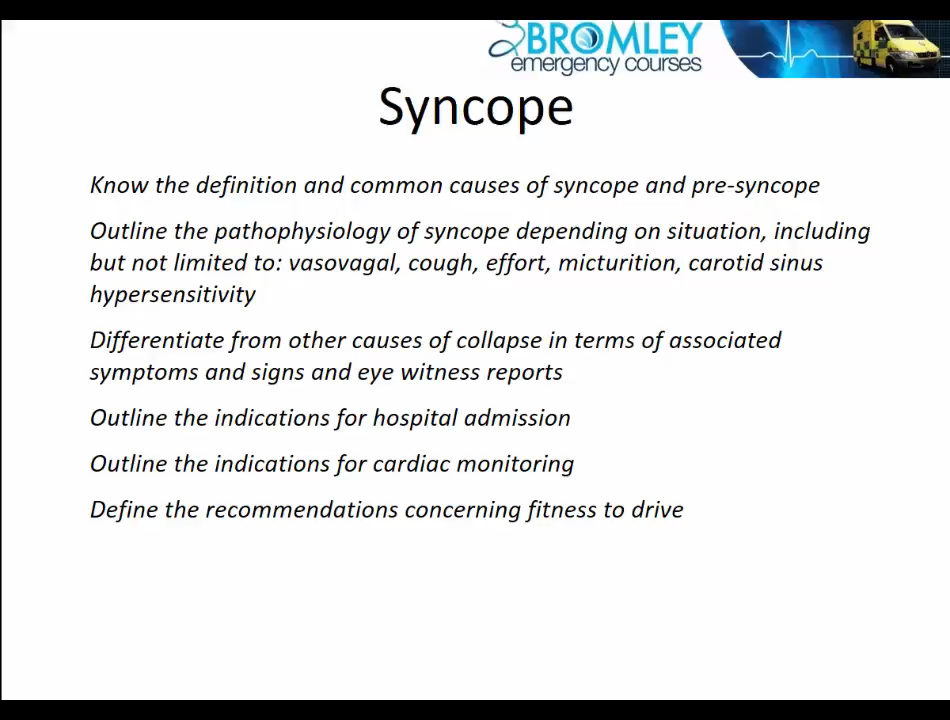 BROMLEY
emergency courses
Syncope
Know the definition and common causes of syncope and pre-syncope
Outline the pathophysiology of syncope depending on situation, including
but not limited to: vasovagal, cough, effort, micturition, carotid sinus
hypersensitivity
Differentiate from other causes of collapse in terms of associated
symptoms and signs and eye witness reports
Outline the indications for hospital admission
Outline the indications for cardiac monitoring
Define the recommendations concerning fitness to drive